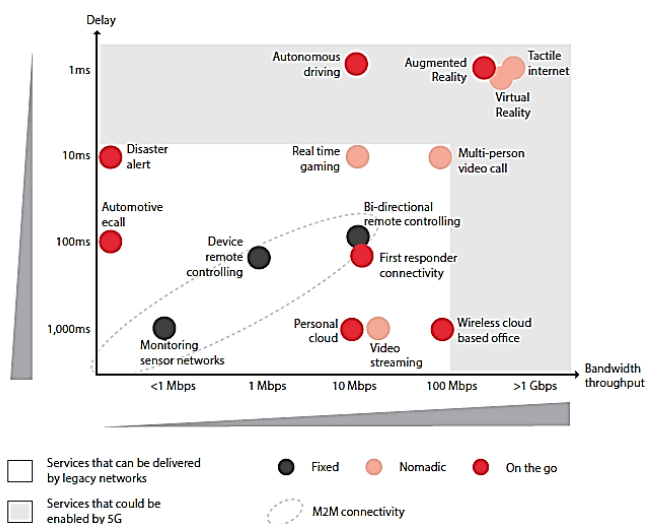 Delay
1ms
Autonomous
driving
Augmented
Reality
Tactile
internet
Virtual
Reality
10ms
Disaster
alert
Real time
gaming
Multi-person
video call
Automotive
ecall
100ms
Device
remote
controlling
Bi-directional
remote controlling
First responder
connectivity
1,000ms
Monitoring
sensor networks
Personal
cloud
Video
streaming
Wireless cloud
based office
Bandwidth
throughput
<1 Mbps
1 Mbps
10 Mbps
100 Mbps
>1 Gbps
Services that can be delivered
by legacy networks
Fixed
Nomadic
On the go
Services that could be
enabled by 5G
M2M connectivity